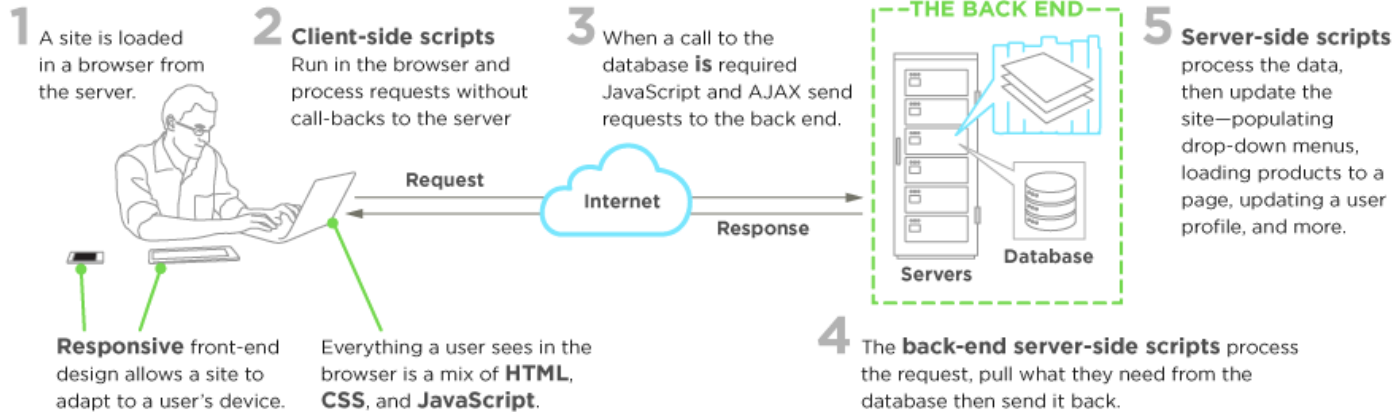 1
A site is loaded
in a browser from
the server.
2
Client-side scripts
Run in the browser and
process requests without
call-backs to the server
3
When a call to the
database is required
JavaScript and AJAX send
requests to the back end.
THE BACK END
5
Server-side scripts
process the data,
then update the
site—populating
drop-down menus,
loading products to a
page, updating a user
profile, and more.
Request
Internet
Response
Servers
Database
Responsive front-end
design allows a site to
adapt to a user's device.
Everything a user sees in the
browser is a mix of HTML,
CSS, and JavaScript.
4
The back-end server-side scripts process
the request, pull what they need from the
database then send it back.